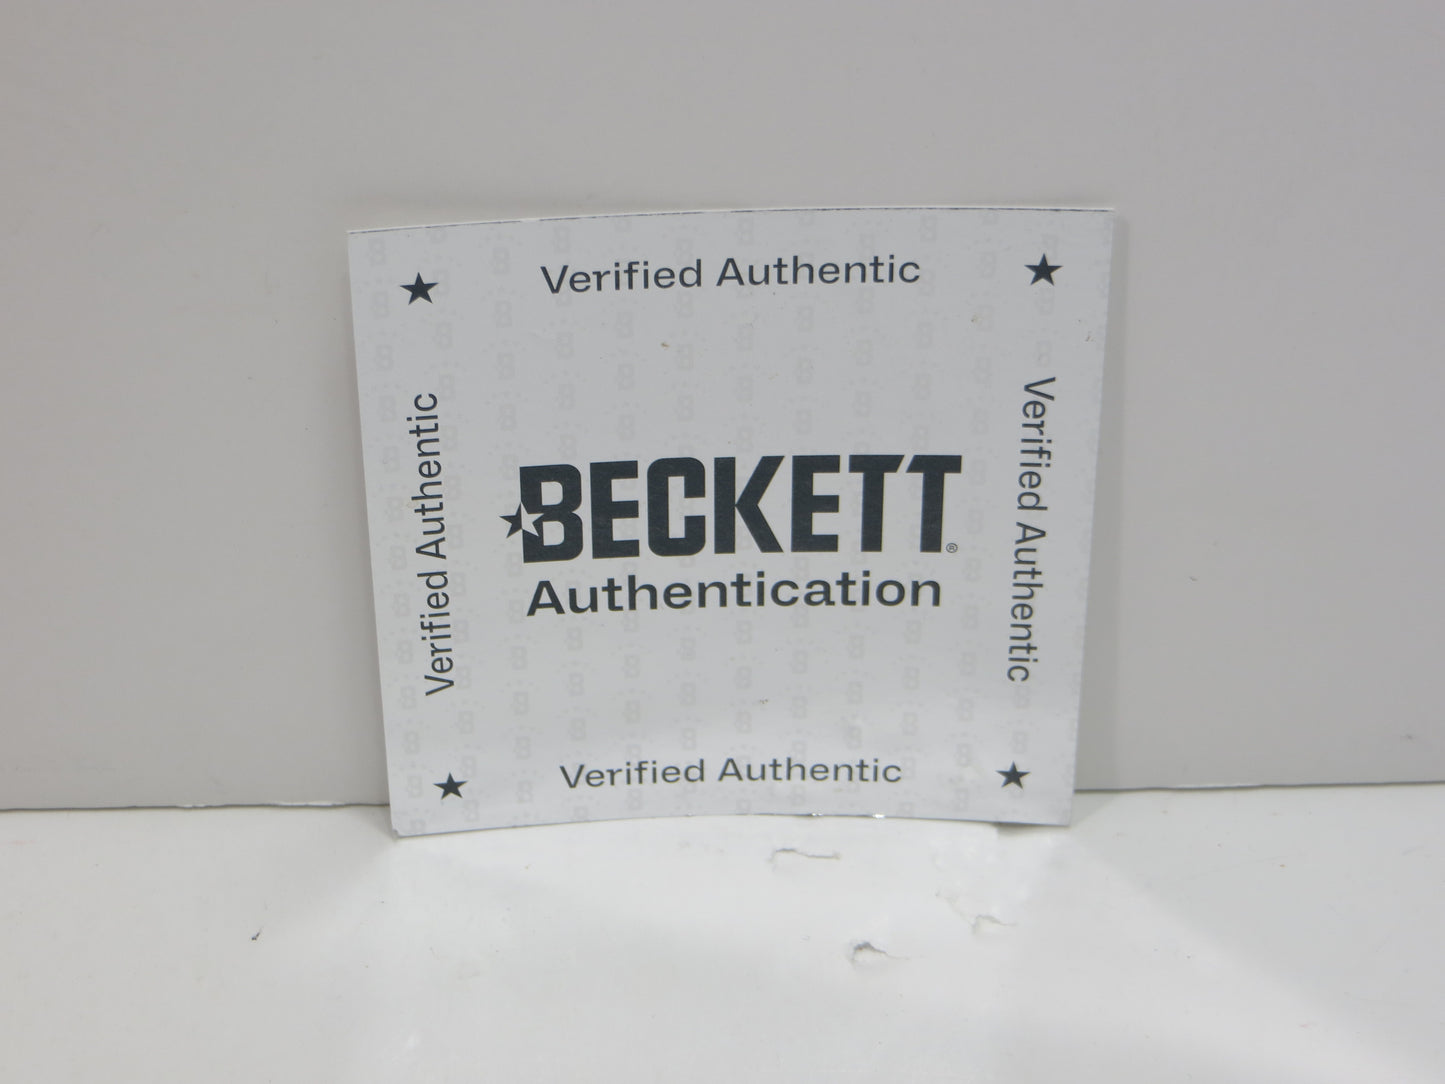 ★ Verified Authentic ★
Verified Authentic
Verified Authentic
★BECKETT®
Authentication
★ Verified Authentic ★